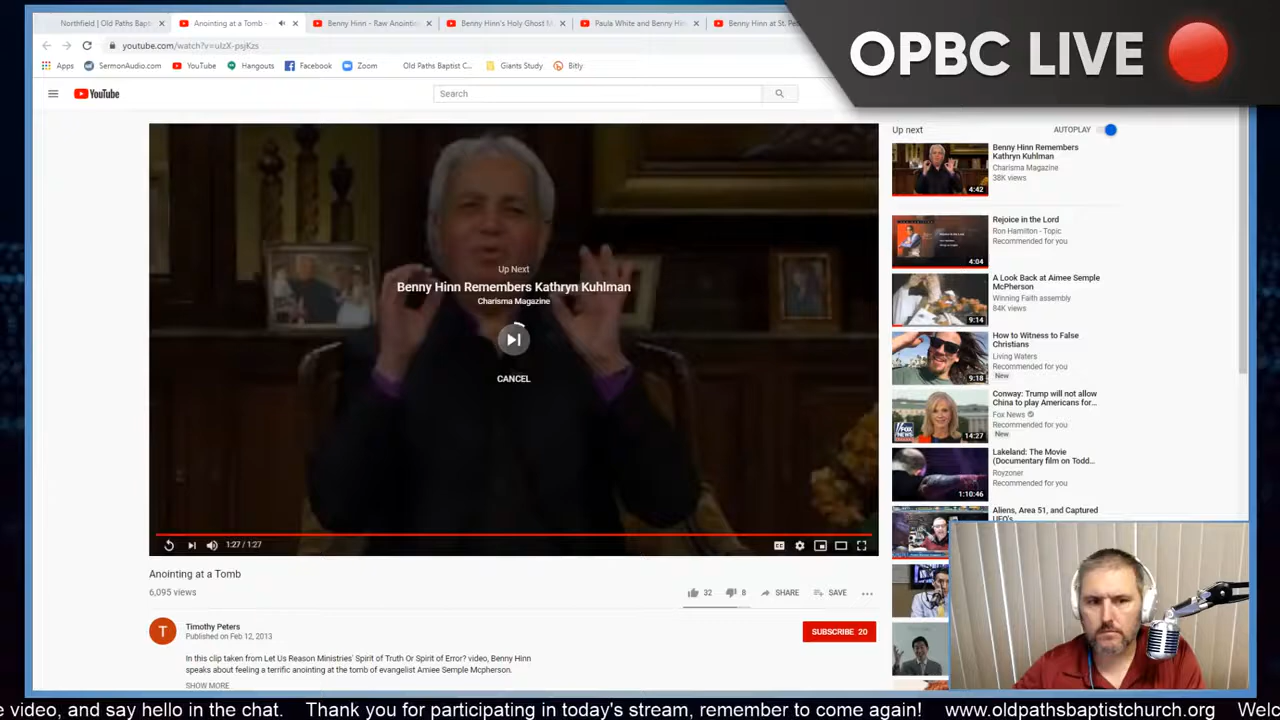 OPBC LIVE
Northfield | Old Paths Bapt
Anointing at a Tomb -
Benny Hinn - Raw Anointin
Benny Hinn's Holy Ghost M
Paula White and Benny Hin
Benny Hinn at St. Pe
youtube.com/watch?v=ulzX-psjKzs
Apps
SermonAudio.com
YouTube
Hangouts
Facebook
Zoom
Old Paths Baptist C...
Giants Study
Bitly
YouTube
Search
Up Next
Benny Hinn Remembers Kathryn Kuhlman
Charisma Magazine
CANCEL
1:27 / 1:27
Anointing at a Tomb
6,095 views
32
8
SHARE
SAVE
T
Timothy Peters
Published on Feb 12, 2013
SUBSCRIBE 20
In this clip taken from Let Us Reason Ministries' Spirit of Truth Or Spirit of Error? video, Benny Hinn
speaks about feeling a terrific anointing at the tomb of evangelist Amiee Semple Mcpherson.
SHOW MORE
Up next
AUTOPLAY
Benny Hinn Remembers
Kathryn Kuhlman
Charisma Magazine
38K views
4:42
Rejoice in the Lord
Ron Hamilton - Topic
Recommended for you
4:04
A Look Back at Aimee Semple
McPherson
Winning Faith assembly
84K views
9:14
How to Witness to False
Christians
Living Waters
Recommended for you
New
9:18
Conway: Trump will not allow
China to play Americans for...
Fox News
Recommended for you
New
14:27
Lakeland: The Movie
(Documentary film on Todd...
Royzoner
Recommended for you
1:10:46
Aliens, Area 51, and Captured
UFO's
e video, and say hello in the chat. Thank you for participating in today's stream, remember to come again! www.oldpathsbaptistchurch.org Welc